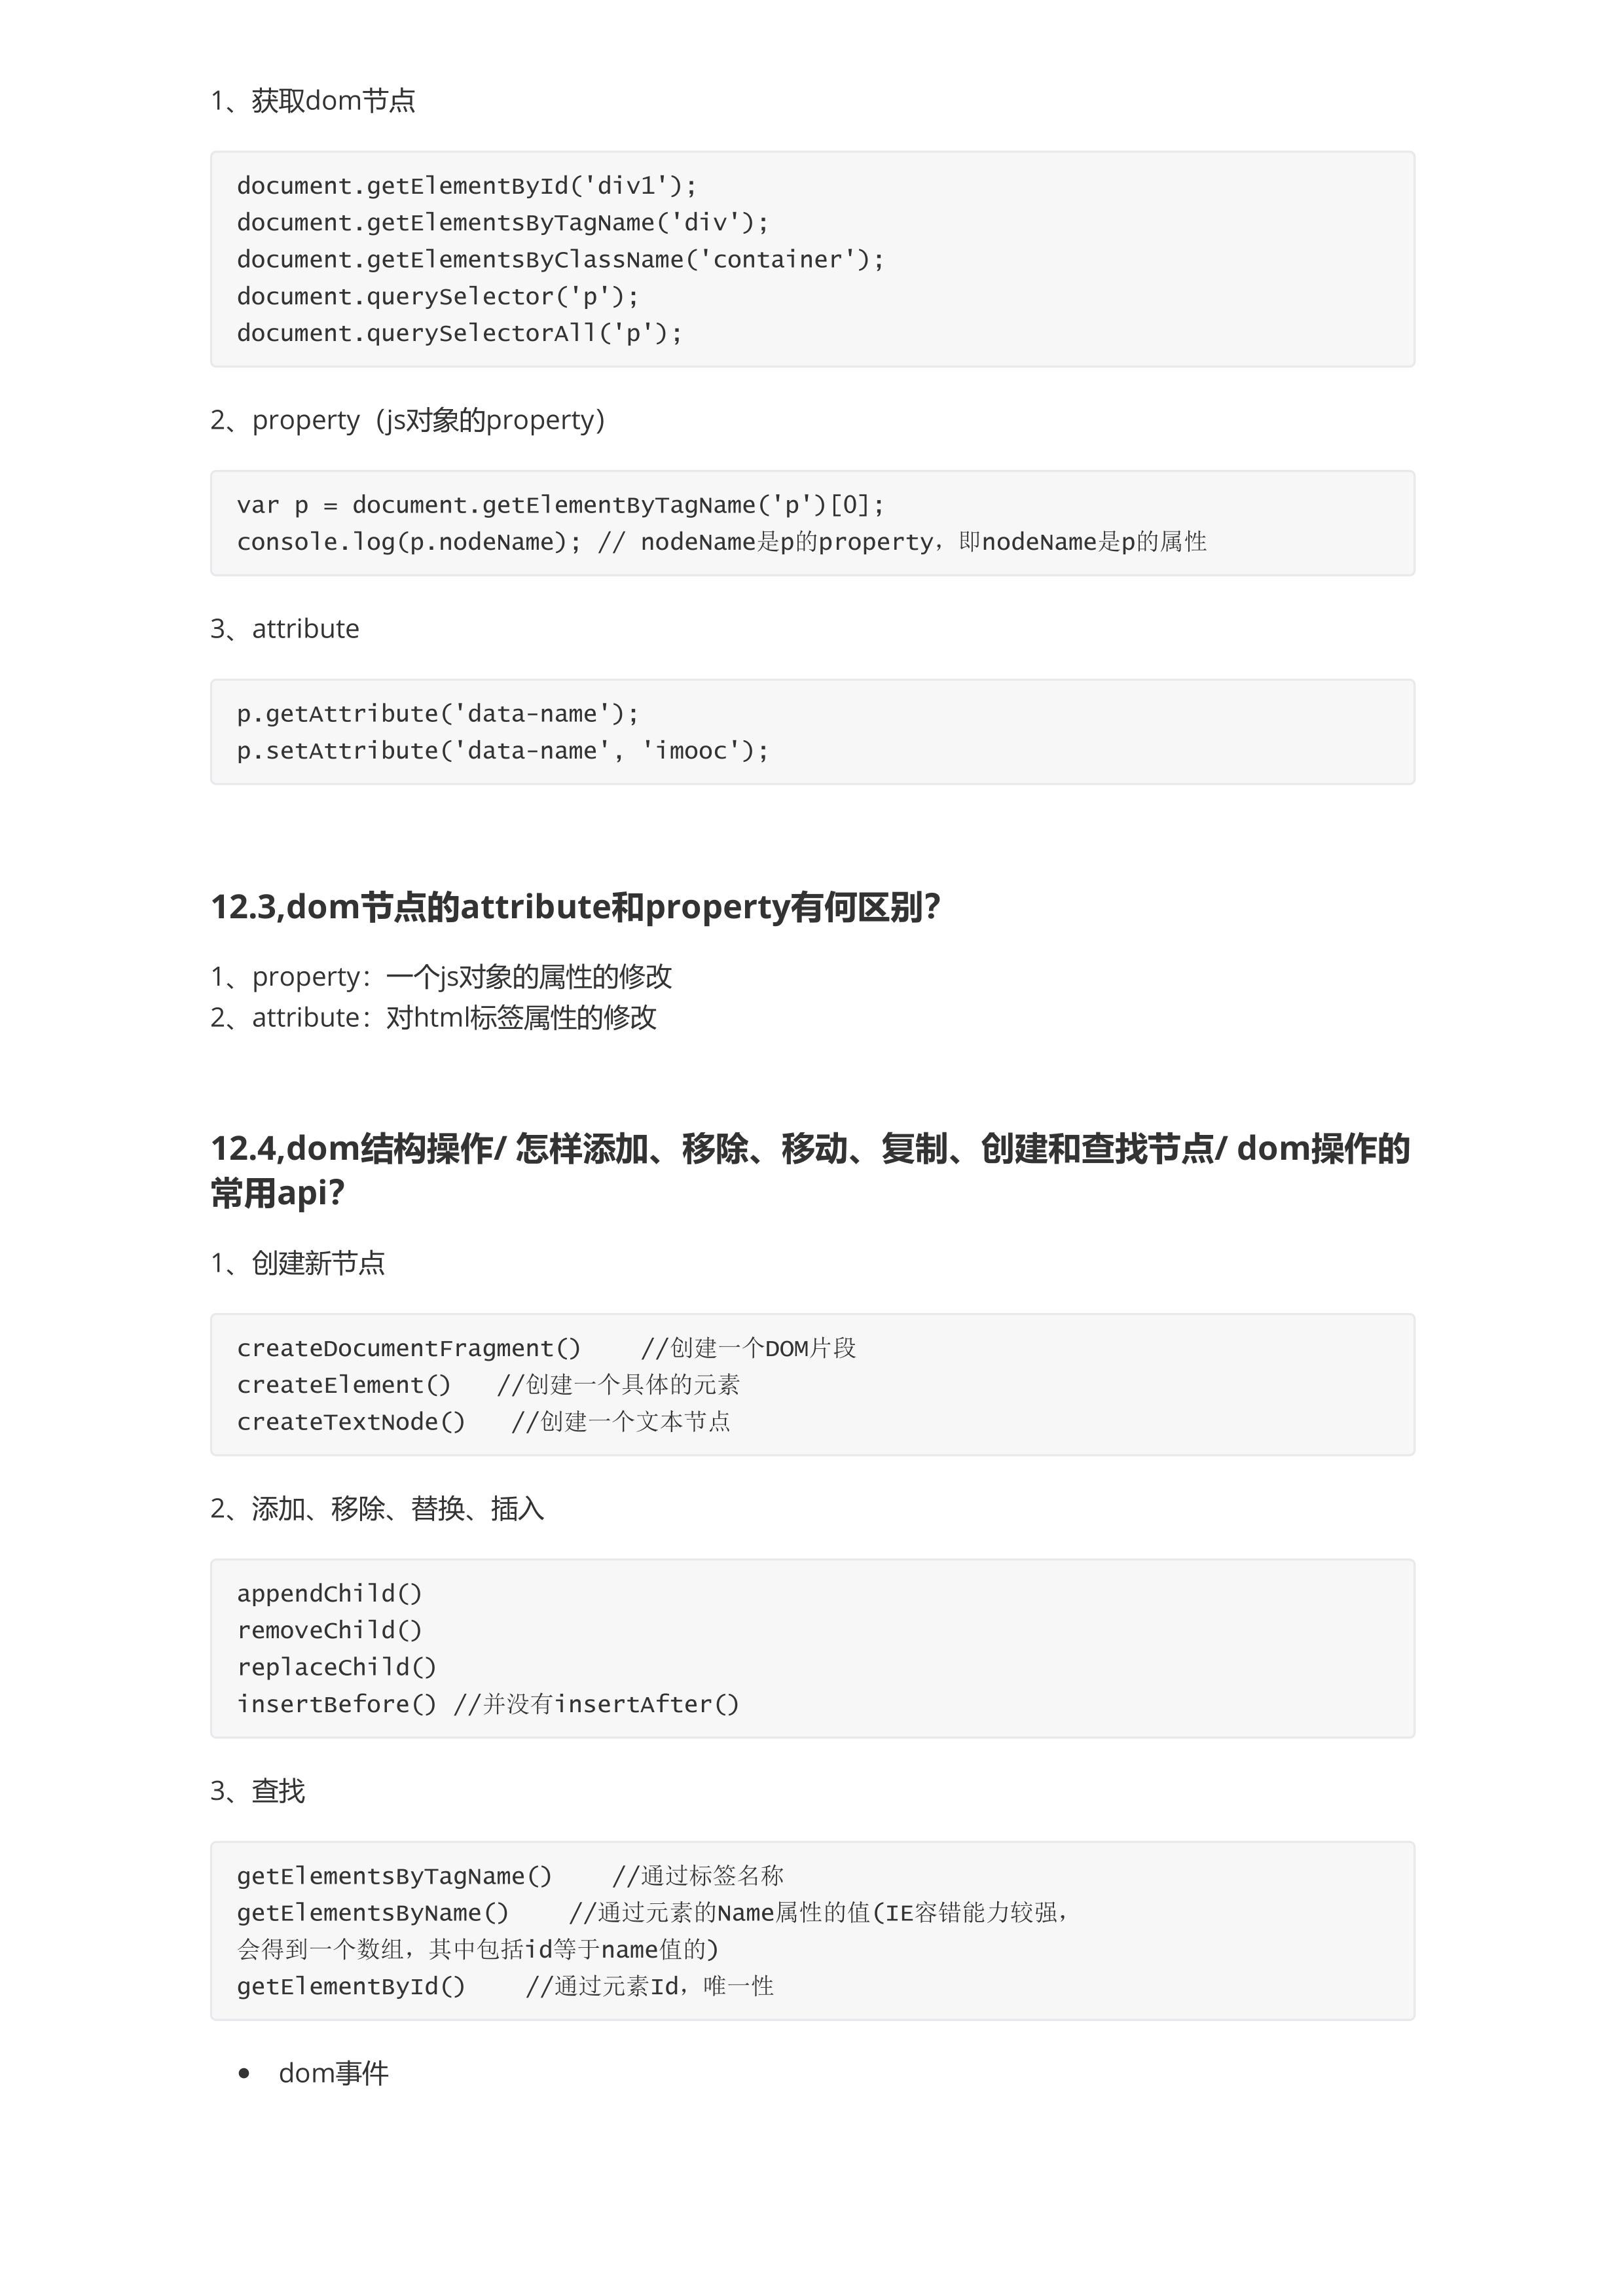 1、获取dom节点
document.getElementById('div1');
document.getElementsByTagName('div');
document.getElementsByClassName('container');
document.querySelector('p');
document.querySelectorAll('p');
2、property（js对象的property）
var p = document.getElementByTagName('p')[0];
console.log(p.nodeName); // nodeName是p的property，即nodeName是p的属性
3、attribute
p.getAttribute('data-name');
p.setAttribute('data-name', 'imooc');
12.3,dom节点的attribute和property有何区别？
1、property：一个js对象的属性的修改
2、attribute：对html标签属性的修改
12.4,dom结构操作/ 怎样添加、移除、移动、复制、创建和查找节点/ dom操作的
常用api？
1、创建新节点
createDocumentFragment()    //创建一个DOM片段
createElement()   //创建一个具体的元素
createTextNode()   //创建一个文本节点
2、添加、移除、替换、插入
appendChild()
removeChild()
replaceChild()
insertBefore() //并没有insertAfter()
3、查找
getElementsByTagName()    //通过标签名称
getElementsByName()    //通过元素的Name属性的值(IE容错能力较强，
会得到一个数组，其中包括id等于name值的)
getElementById()    //通过元素Id，唯一性
• dom事件